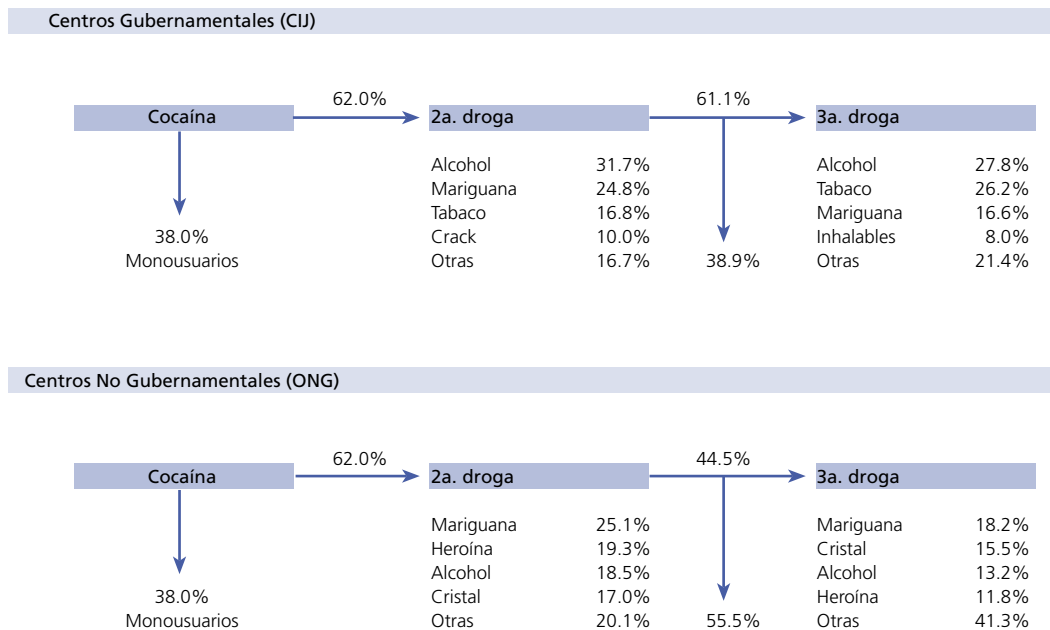 Centros Gubernamentales (CIJ)
62.0% 61.1%
Cocaína 2a. droga 3a. droga
Alcohol 31.7% Alcohol 27.8%
Mariguana 24.8% Tabaco 26.2%
Tabaco 16.8% Mariguana 16.6%
38.0% Crack 10.0% Inhalables 8.0%
Monousuarios Otras 16.7% 38.9% Otras 21.4%
Centros No Gubernamentales (ONG)
62.0% 44.5%
Cocaína 2a. droga 3a. droga
Mariguana 25.1% Mariguana 18.2%
Heroína 19.3% Cristal 15.5%
Alcohol 18.5% Alcohol 13.2%
38.0% Cristal 17.0% Heroína 11.8%
Monousuarios Otras 20.1% 55.5% Otras 41.3%